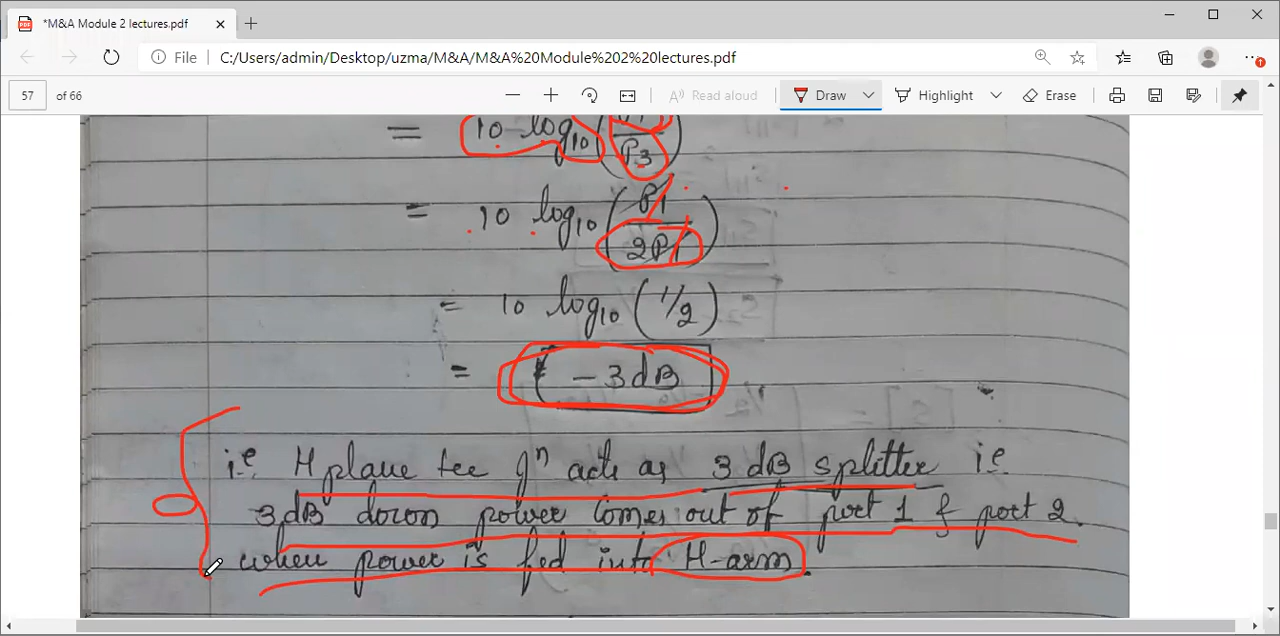 *M&A Module 2 lectures.pdf
File C:/Users/admin/Desktop/uzma/M&A/M&A%20Module%202%20lectures.pdf
57 of 66 Read aloud Draw Highlight Erase
= 10 log10 (P1/P3)
= 10 log10 (P1/2P1)
= 10 log10 (1/2)
= - 3dB
i.e H plane tee jn acts as 3 dB splitter i.e
3dB down power comes out of port 1 & port 2.
when power is fed into H-arm.